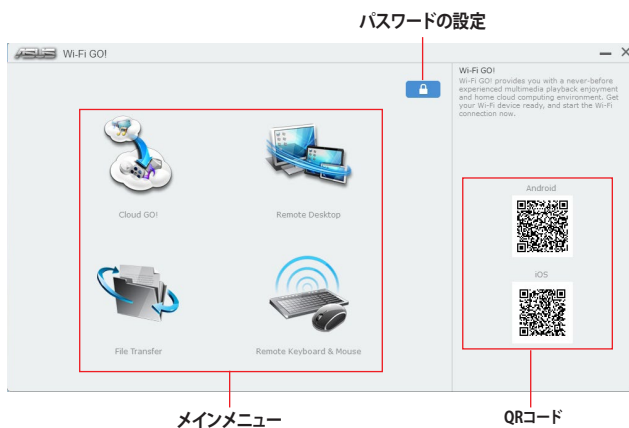 パスワードの設定
ASUS Wi-Fi GO!
Wi-Fi GO!
Wi-Fi GO! provides you with a never-before
experienced multimedia playback enjoyment
and home cloud computing environment. Get
your Wi-Fi device ready, and start the Wi-Fi
connection now.
Cloud GO!
Remote Desktop
File Transfer
Remote Keyboard & Mouse
Android
iOS
メインメニュー
QRコード